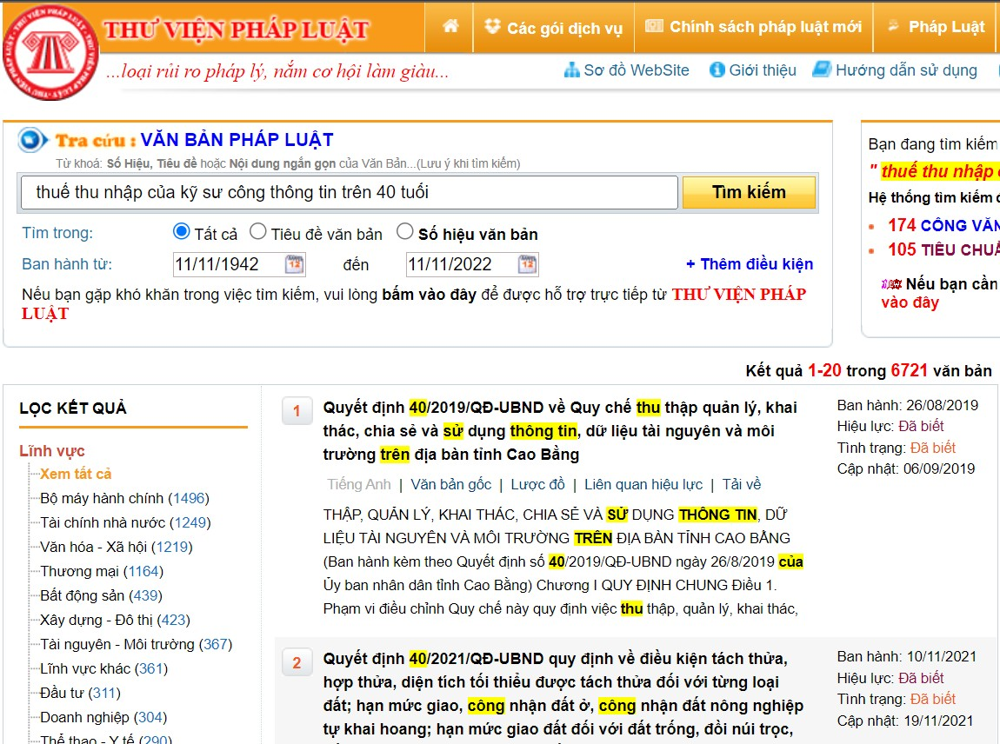 THƯ VIỆN PHÁP LUẬT
Các gói dịch vụ
Chính sách pháp luật mới
Pháp Luật
...loại rủi ro pháp lý, nắm cơ hội làm giàu...
Sơ đồ WebSite
Giới thiệu
Hướng dẫn sử dụng
Tra cứu : VĂN BẢN PHÁP LUẬT
Từ khoá: Số Hiệu, Tiêu đề hoặc Nội dung ngắn gọn của Văn Bản...(Lưu ý khi tìm kiếm)
thuế thu nhập của kỹ sư công thông tin trên 40 tuổi
Tìm kiếm
Tìm trong:
Tất cả
Tiêu đề văn bản
Số hiệu văn bản
Ban hành từ:
11/11/1942
đến
11/11/2022
+ Thêm điều kiện
Nếu bạn gặp khó khăn trong việc tìm kiếm, vui lòng bấm vào đây để được hỗ trợ trực tiếp từ THƯ VIỆN PHÁP
LUẬT
Bạn đang tìm kiếm
" thuế thu nhập
Hệ thống tìm kiếm
174 CÔNG VĂN
105 TIÊU CHUẨ
Nếu bạn cần
vào đây
Kết quả 1-20 trong 6721 văn bản
LỌC KẾT QUẢ
Lĩnh vực
Xem tất cả
Bộ máy hành chính (1496)
Tài chính nhà nước (1249)
Văn hóa - Xã hội (1219)
Thương mại (1164)
Bất động sản (439)
Xây dựng - Đô thị (423)
Tài nguyên - Môi trường (367)
Lĩnh vực khác (361)
Đầu tư (311)
Doanh nghiệp (304)
Thể thao - Y tế (290)
1
Quyết định 40/2019/QĐ-UBND về Quy chế thu thập quản lý, khai
thác, chia sẻ và sử dụng thông tin, dữ liệu tài nguyên và môi
trường trên địa bàn tỉnh Cao Bằng
Tiếng Anh | Văn bản gốc | Lược đồ | Liên quan hiệu lực | Tải về
THẬP, QUẢN LÝ, KHAI THÁC, CHIA SẺ VÀ SỬ DỤNG THÔNG TIN, DỮ
LIỆU TÀI NGUYÊN VÀ MÔI TRƯỜNG TRÊN ĐỊA BÀN TỈNH CAO BẰNG
(Ban hành kèm theo Quyết định số 40/2019/QĐ-UBND ngày 26/8/2019 của
Ủy ban nhân dân tỉnh Cao Bằng) Chương I QUY ĐỊNH CHUNG Điều 1.
Phạm vi điều chỉnh Quy chế này quy định việc thu thập, quản lý, khai thác,
Ban hành: 26/08/2019
Hiệu lực: Đã biết
Tình trạng: Đã biết
Cập nhật: 06/09/2019
2
Quyết định 40/2021/QĐ-UBND quy định về điều kiện tách thửa,
hợp thửa, diện tích tối thiểu được tách thửa đối với từng loại
đất; hạn mức giao, công nhận đất ở, công nhận đất nông nghiệp
tự khai hoang; hạn mức giao đất đối với đất trống, đồi núi trọc,
Ban hành: 10/11/2021
Hiệu lực: Đã biết
Tình trạng: Đã biết
Cập nhật: 19/11/2021